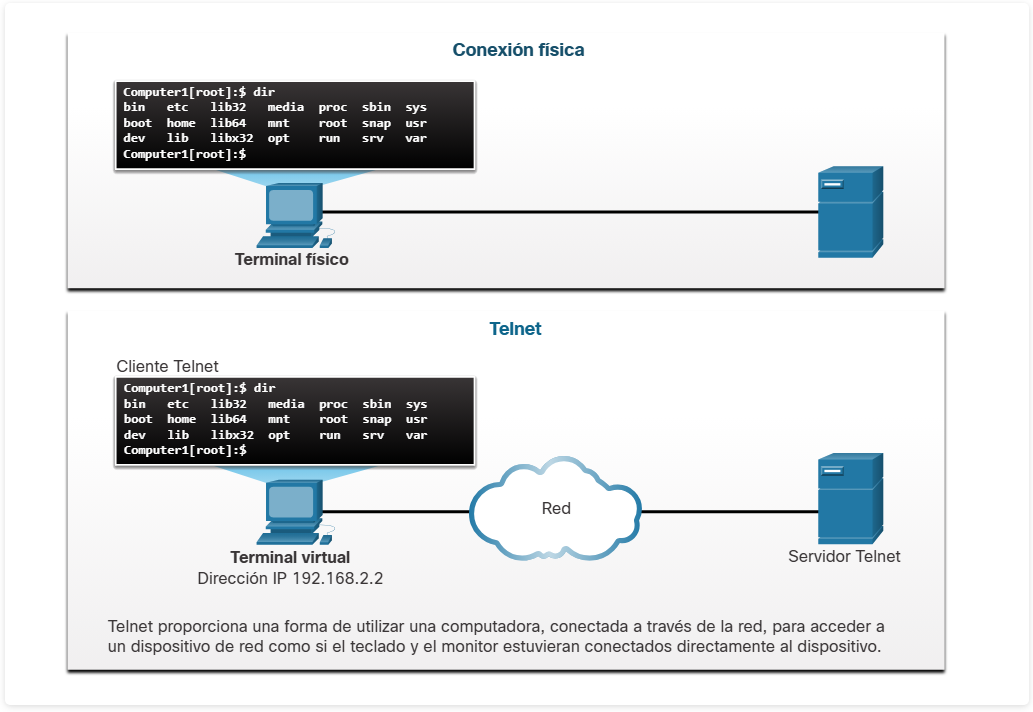 Conexión física
Computer1[root]:$ dir
bin etc lib32 media proc sbin sys
boot home lib64 mnt root snap usr
dev lib libx32 opt run srv var
Computer1[root]:$
Terminal físico
Telnet
Cliente Telnet
Computer1[root]:$ dir
bin etc lib32 media proc sbin sys
boot home lib64 mnt root snap usr
dev lib libx32 opt run srv var
Computer1[root]:$
Red
Terminal virtual
Servidor Telnet
Dirección IP 192.168.2.2
Telnet proporciona una forma de utilizar una computadora, conectada a través de la red, para acceder a
un dispositivo de red como si el teclado y el monitor estuvieran conectados directamente al dispositivo.